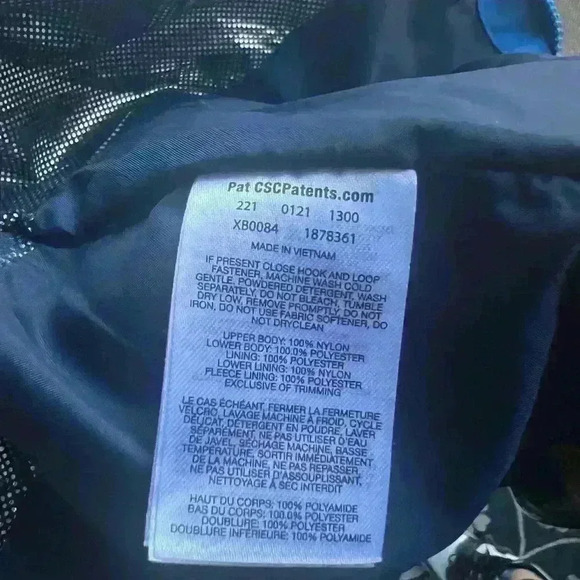 Pat CSCPatents.com
221 0121 1300
XB0084 1878361
MADE IN VIETNAM
IF PRESENT CLOSE HOOK AND LOOP
FASTENER, MACHINE WASH COLD
GENTLE, POWDERED DETERGENT, WASH
SEPARATELY, DO NOT BLEACH, TUMBLE
DRY LOW, REMOVE PROMPTLY, DO NOT
IRON, DO NOT USE FABRIC SOFTENER, DO
NOT DRYCLEAN
UPPER BODY: 100% NYLON
LOWER BODY: 100.0% POLYESTER
LINING: 100% POLYESTER
LOWER LINING: 100% NYLON
FLEECE LINING: 100% POLYESTER
EXCLUSIVE OF TRIMMING
LE CAS ÉCHÉANT, FERMER LA FERMETURE
VELCRO, LAVAGE MACHINE À FROID, CYCLE
DÉLICAT, DÉTERGENT EN POUDRE, LAVER
SÉPARÉMENT, NE PAS UTILISER D'EAU
DE JAVEL, SÉCHAGE MACHINE, BASSE
TEMPÉRATURE, SORTIR IMMÉDIATEMENT
DE LA MACHINE, NE PAS REPASSER,
NE PAS UTILISER D'ASSOUPLISSANT,
NETTOYAGE À SEC INTERDIT
HAUT DU CORPS: 100% POLYAMIDE
BAS DU CORPS: 100.0% POLYESTER
DOUBLURE: 100% POLYESTER
DOUBLURE INFÉRIEURE: 100% POLYAMIDE